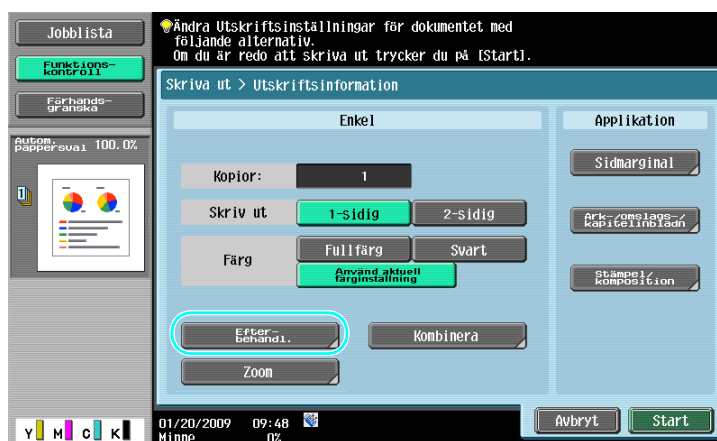 Jobblista
Funktions-
kontroll
Förhands-
granska
Autom.
pappersval 100.0%
1
Y M C K
Ändra Utskriftsinställningar för dokumentet med
följande alternativ.
Om du är redo att skriva ut trycker du på [Start].
Skriva ut > Utskriftsinformation
Enkel
Kopior: 1
Skriv ut 1-sidig 2-sidig
Färg Fullfärg Svart
Använd aktuell
färginställning
Efter-
behandl.
Kombinera
Zoom
Applikation
Sidmarginal
Ark-/omslags-/
kapitelinbladn
Stämpel/
komposition
01/20/2009 09:48
Minne 0%
Avbryt Start